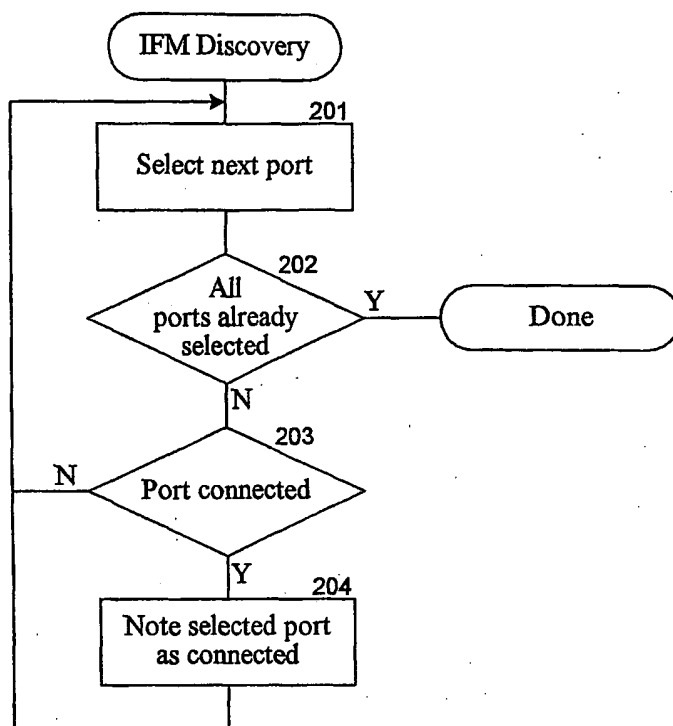 IFM Discovery
201
Select next port
202
All
ports already
selected
Y
Done
N
203
N
Port connected
Y
204
Note selected port
as connected